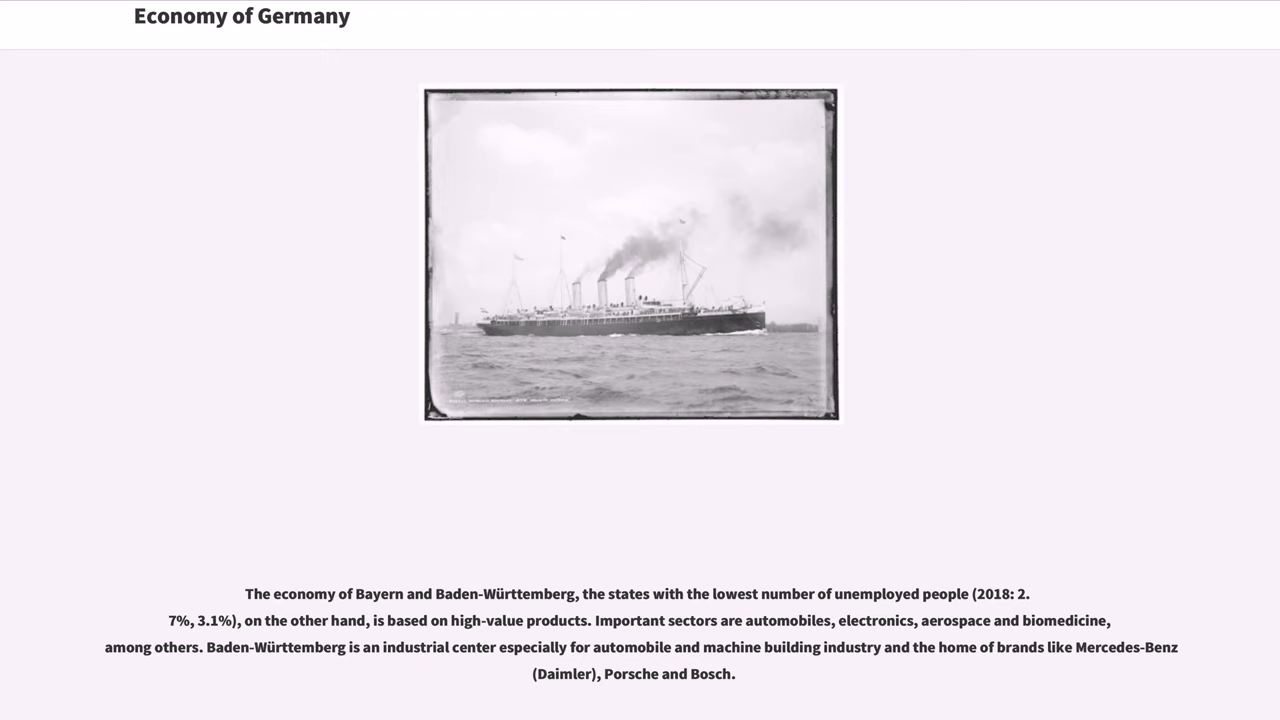 Economy of Germany
The economy of Bayern and Baden-Württemberg, the states with the lowest number of unemployed people (2018: 2.
7%, 3.1%), on the other hand, is based on high-value products. Important sectors are automobiles, electronics, aerospace and biomedicine,
among others. Baden-Württemberg is an industrial center especially for automobile and machine building industry and the home of brands like Mercedes-Benz
(Daimler), Porsche and Bosch.